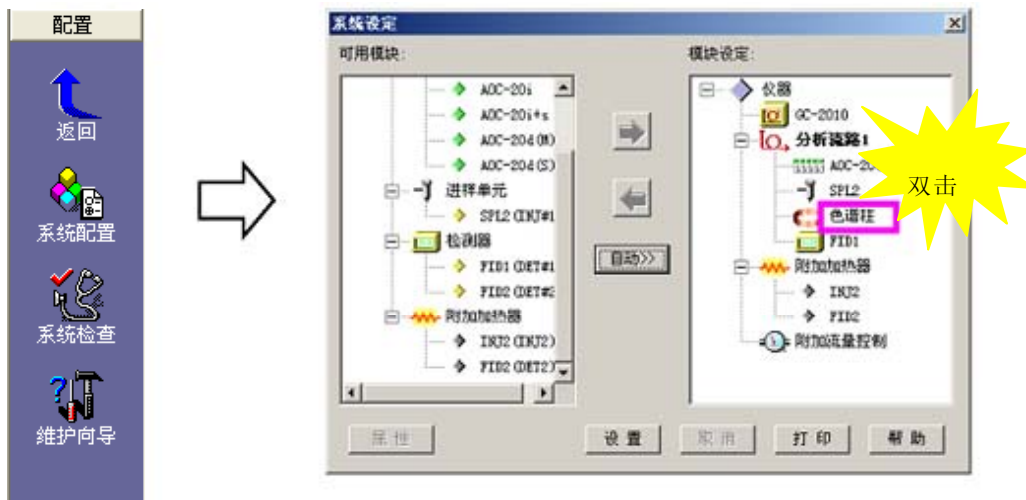 配置
返回
系统配置
系统检查
维护向导
系统设定
可用模块:
AOC-20i
AOC-20i+s
AOC-20d(M)
AOC-20d(S)
进样单元
SPL2(INJ#1
检测器
FID1(DET#1
FID2(DET#2
附加加热器
INJ2(INJ2)
FID2(DET2)
自动>>
模块设定:
仪器
GC-2010
分析流路1
AOC-20
SPL2
色谱柱
FID1
附加加热器
INJ2
FID2
附加流量控制
双击
属性
设置
取消
打印
帮助